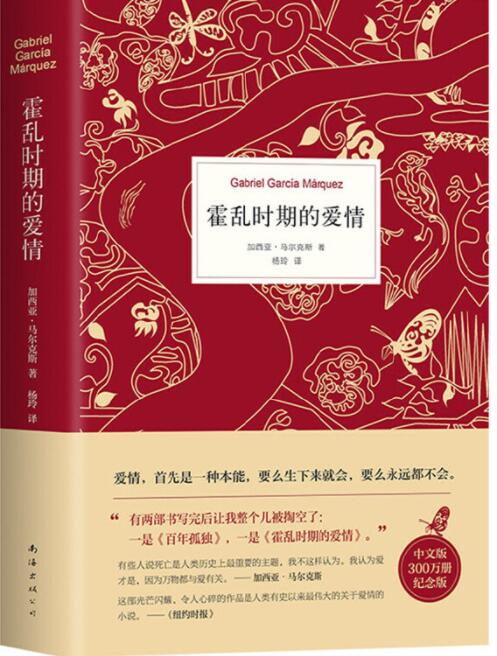 Gabriel
García
Márquez
霍乱时期的爱情
加西亚·马尔克斯 著
杨玲 译
南海出版公司
Gabriel García Márquez
霍乱时期的爱情
加西亚·马尔克斯 著
杨玲 译
爱情，首先是一种本能，要么生下来就会，要么永远都不会。
“有两部书写完后让我整个儿被掏空了：
一是《百年孤独》，一是《霍乱时期的爱情》。”
有些人说死亡是人类历史上最重要的主题，我不这样认为。我认为爱
才是，因为万物都与爱有关。——加西亚·马尔克斯
这部光芒闪耀、令人心碎的作品是人类有史以来最伟大的关于爱情的
小说。——《纽约时报》
中文版
300万册
纪念版